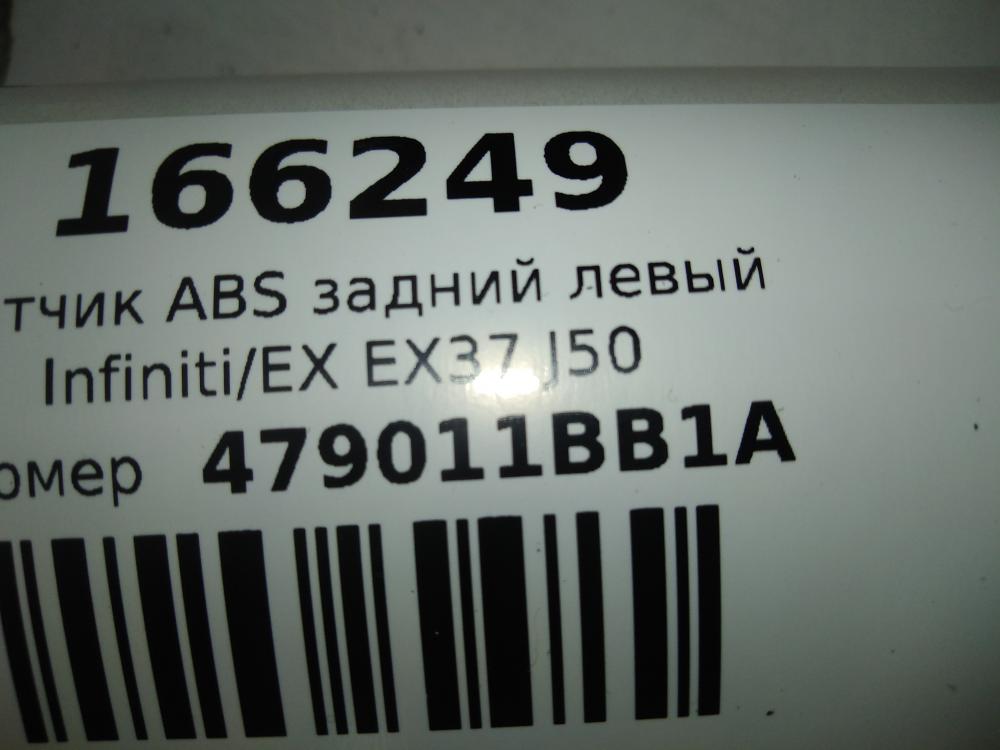 166249
тчик ABS задний левый
Infiniti/EX EX37 J50
омер 479011BB1A